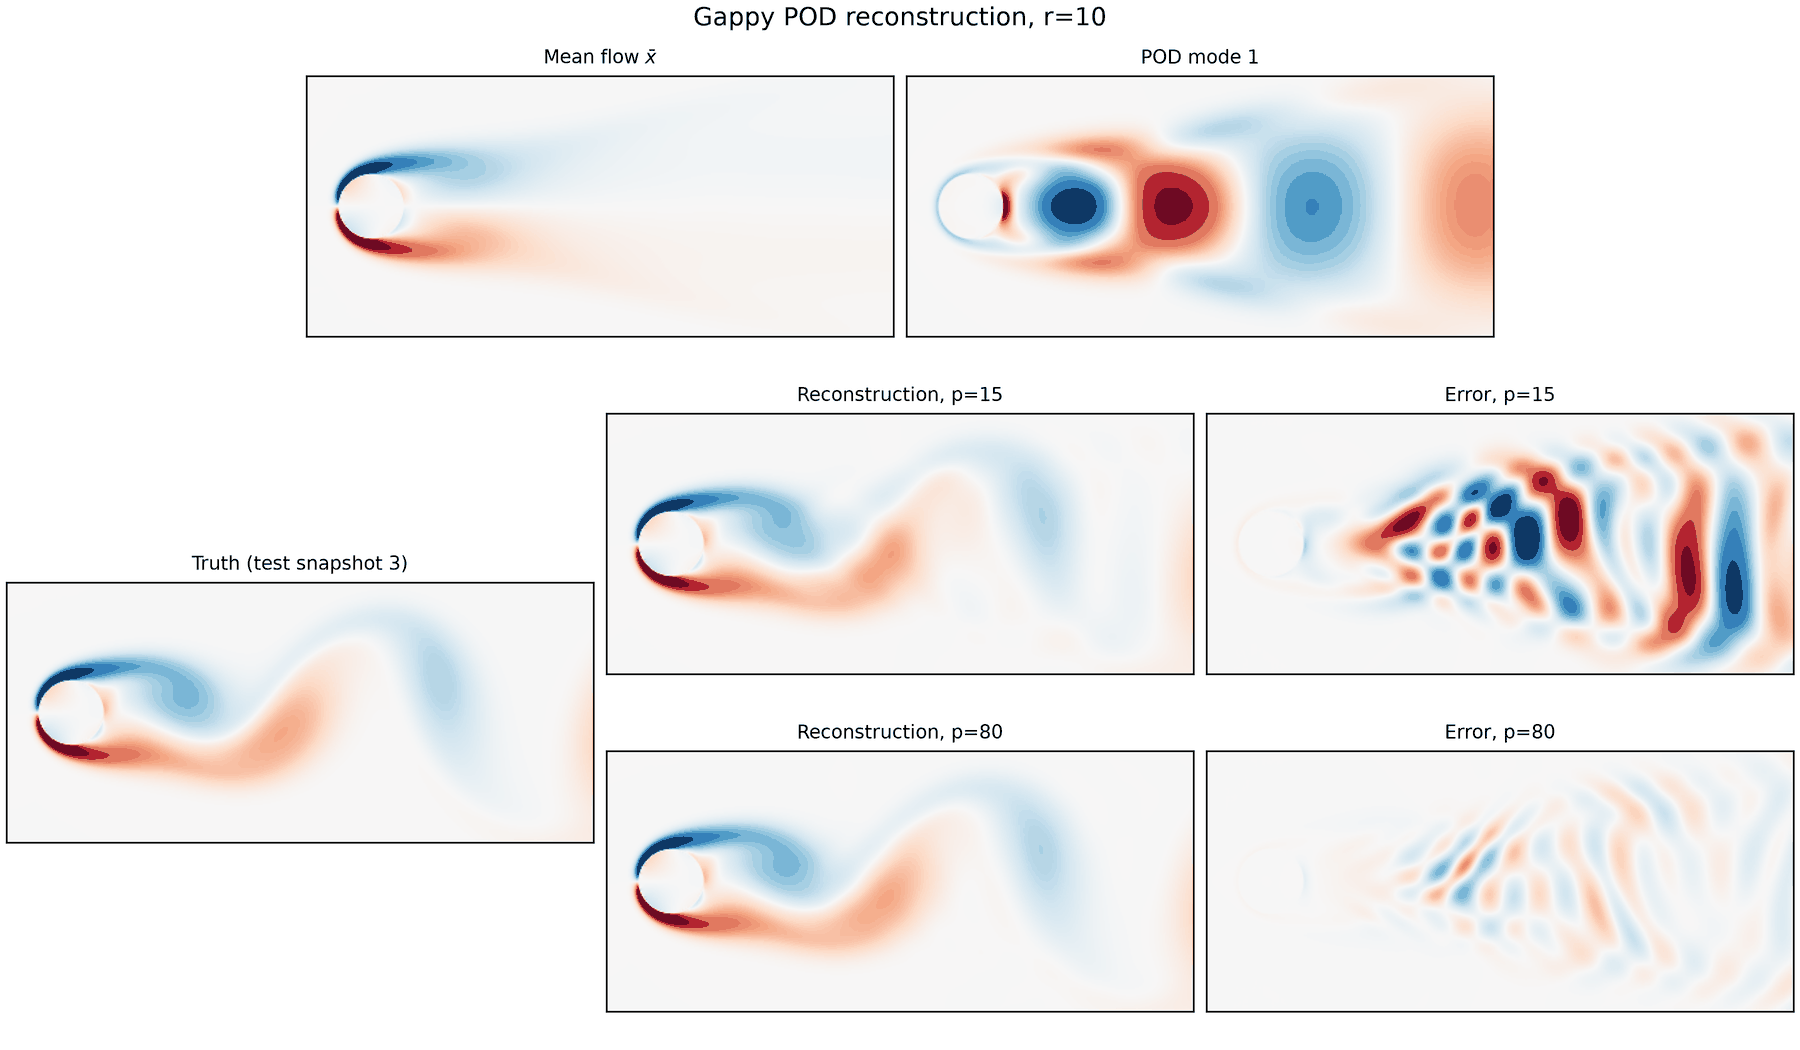 Gappy POD reconstruction, r=10
Mean flow x̄
POD mode 1
Reconstruction, p=15
Error, p=15
Truth (test snapshot 3)
Reconstruction, p=80
Error, p=80